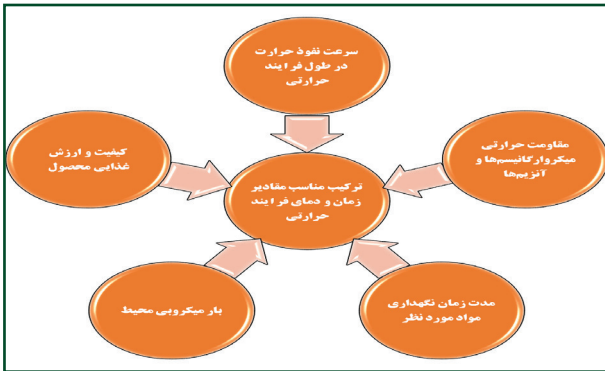 سرعت نفوذ حرارت
در طول فرایند
حرارتی
مقاومت حرارتی
میکروارگانیسم‌ها و
آنزیم‌ها
کیفیت و ارزش
غذایی محصول
ترکیب مناسب مقادیر
زمان و دمای فرایند
حرارتی
مدت زمان نگهداری
مواد مورد نظر
بار میکروبی محیط